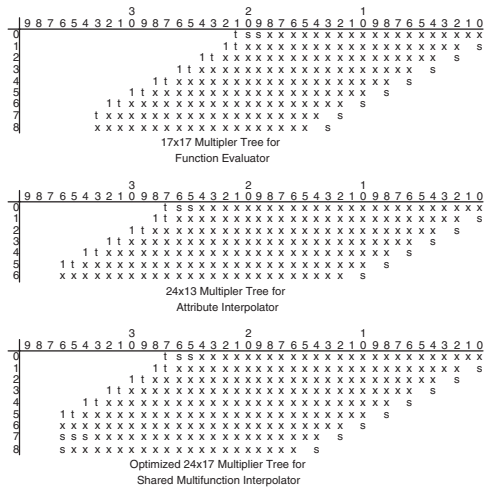 3 2 1
9 8 7 6 5 4 3 2 1 0 9 8 7 6 5 4 3 2 1 0 9 8 7 6 5 4 3 2 1 0 9 8 7 6 5 4 3 2 1 0
0 t s s x x x x x x x x x x x x x x x x x x x
1 1 t x x x x x x x x x x x x x x x x x x x s
2 1 t x x x x x x x x x x x x x x x x x x x s
3 1 t x x x x x x x x x x x x x x x x x x x s
4 1 t x x x x x x x x x x x x x x x x x x x s
5 1 t x x x x x x x x x x x x x x x x x x x s
6 1 t x x x x x x x x x x x x x x x x x x x s
7 t x x x x x x x x x x x x x x x x x x x s
8 x x x x x x x x x x x x x x x x x x s
17x17 Multipler Tree for
Function Evaluator
3 2 1
9 8 7 6 5 4 3 2 1 0 9 8 7 6 5 4 3 2 1 0 9 8 7 6 5 4 3 2 1 0 9 8 7 6 5 4 3 2 1 0
0 t s s x x x x x x x x x x x x x x x x x x x x x x x x x
1 1 t x x x x x x x x x x x x x x x x x x x x x x x x x s
2 1 t x x x x x x x x x x x x x x x x x x x x x x x x x s
3 1 t x x x x x x x x x x x x x x x x x x x x x x x x x s
4 1 t x x x x x x x x x x x x x x x x x x x x x x x x x s
5 1 t x x x x x x x x x x x x x x x x x x x x x x x x x s
6 x x x x x x x x x x x x x x x x x x x x x x x x x s
24x13 Multipler Tree for
Attribute Interpolator
3 2 1
9 8 7 6 5 4 3 2 1 0 9 8 7 6 5 4 3 2 1 0 9 8 7 6 5 4 3 2 1 0 9 8 7 6 5 4 3 2 1 0
0 t s s x x x x x x x x x x x x x x x x x x x x x x x x x
1 1 t x x x x x x x x x x x x x x x x x x x x x x x x x s
2 1 t x x x x x x x x x x x x x x x x x x x x x x x x x s
3 1 t x x x x x x x x x x x x x x x x x x x x x x x x x s
4 1 t x x x x x x x x x x x x x x x x x x x x x x x x x s
5 1 t x x x x x x x x x x x x x x x x x x x x x x x x x s
6 x x x x x x x x x x x x x x x x x x x x x x x x x s
7 s s s x x x x x x x x x x x x x x x x x x x x s
8 s x x x x x x x x x x x x x x x x x x x x s
Optimized 24x17 Multiplier Tree for
Shared Multifunction Interpolator